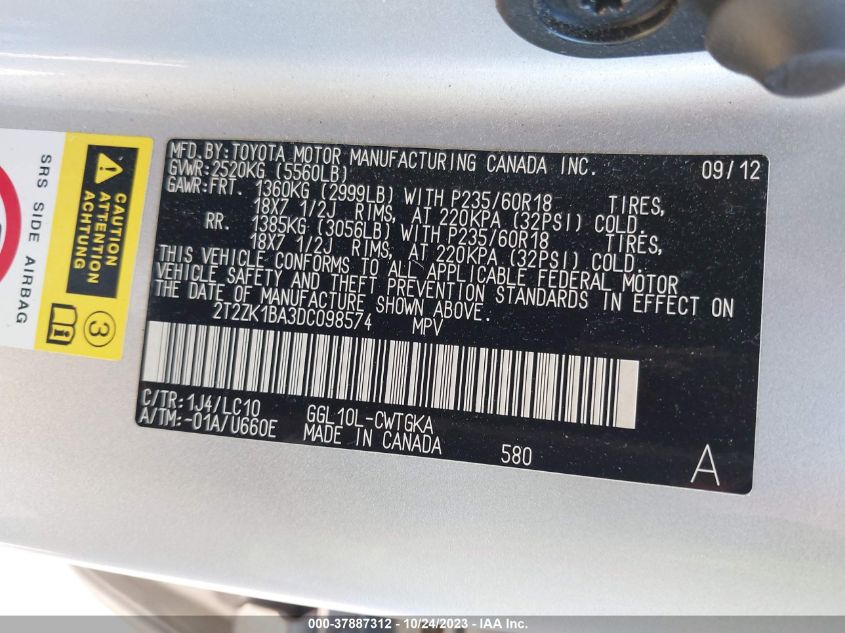 MFD.BY:TOYOTA MOTOR MANUFACTURING CANADA INC. 09/12
GVWR:2520KG (5560LB)
GAWR:FRT. 1360KG (2999LB) WITH P235/60R18 TIRES,
18X7 1/2J RIMS, AT 220KPA (32PSI) COLD.
RR. 1385KG (3056LB) WITH P235/60R18 TIRES,
18X7 1/2J RIMS, AT 220KPA (32PSI) COLD.
THIS VEHICLE CONFORMS TO ALL APPLICABLE FEDERAL MOTOR
VEHICLE SAFETY AND THEFT PREVENTION STANDARDS IN EFFECT ON
THE DATE OF MANUFACTURE SHOWN ABOVE.
2T2ZK1BA3DC098574 MPV
C/TR:1J4/LC10 GGL10L-CWTGKA
A/TM:-01A/U660E MADE IN CANADA 580 A
SRS SIDE AIRBAG
CAUTION
ATTENTION
ACHTUNG
3
000-37887312 - 10/24/2023 - IAA Inc.